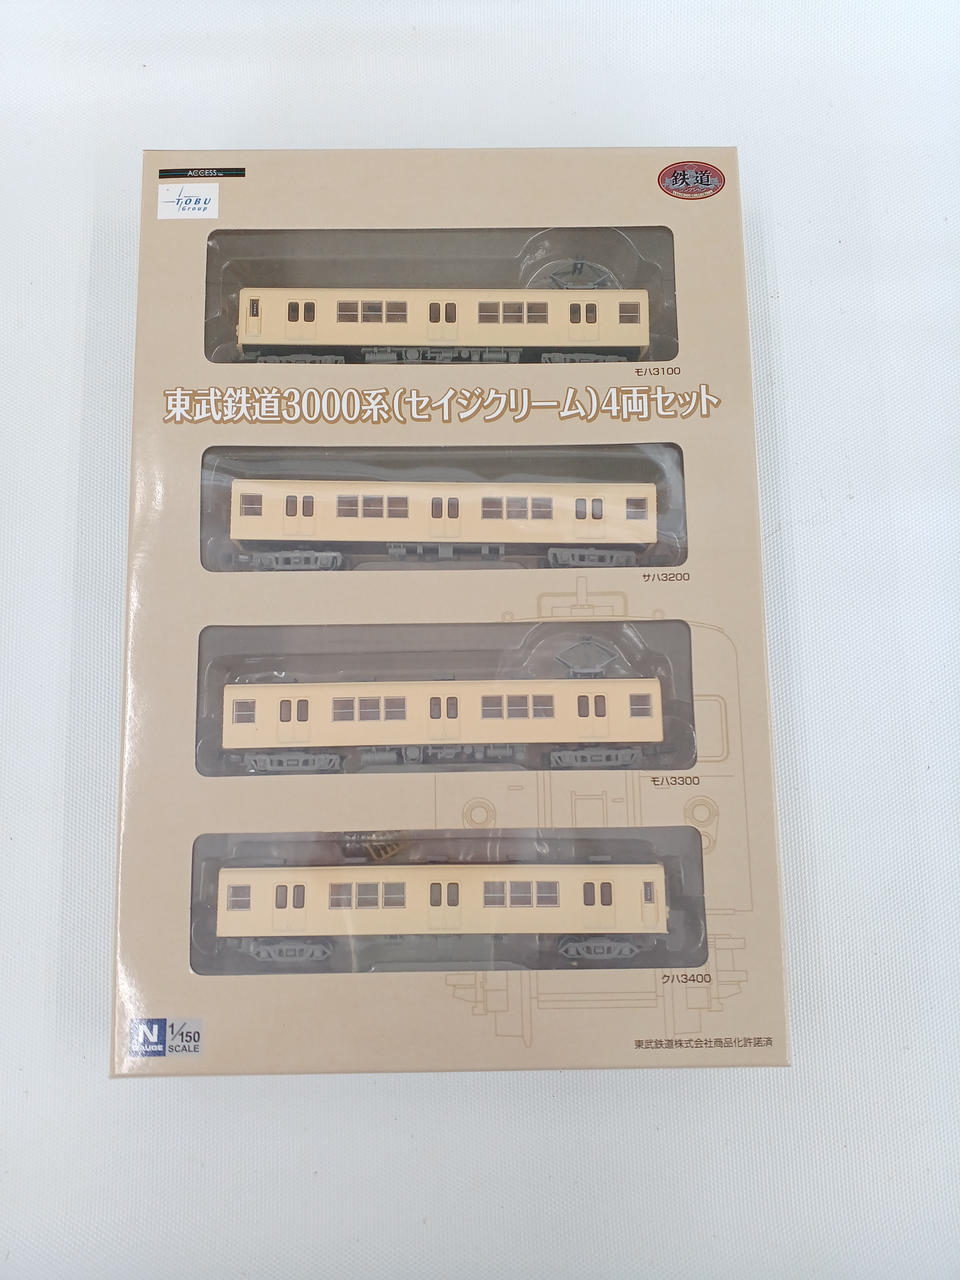 ACCESS
TOBU
Group
鉄道
モハ3100
東武鉄道3000系(セイジクリーム)4両セット
サハ3200
モハ3300
クハ3400
N
GAUGE
1/150
SCALE
東武鉄道株式会社商品化許諾済